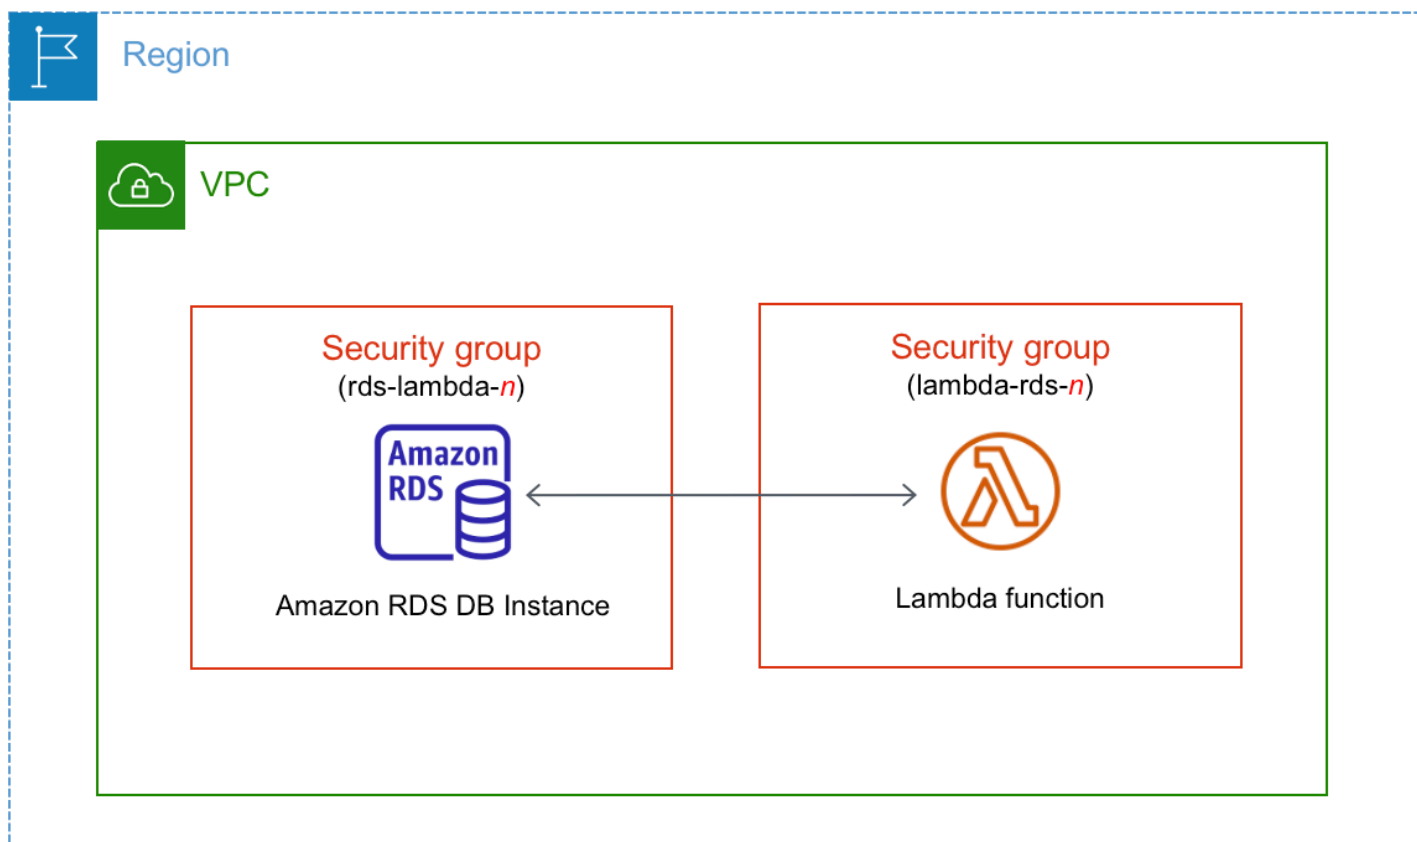 Region
VPC
Security group
(rds-lambda-n)
Amazon
RDS
Amazon RDS DB Instance
Security group
(lambda-rds-n)
Lambda function